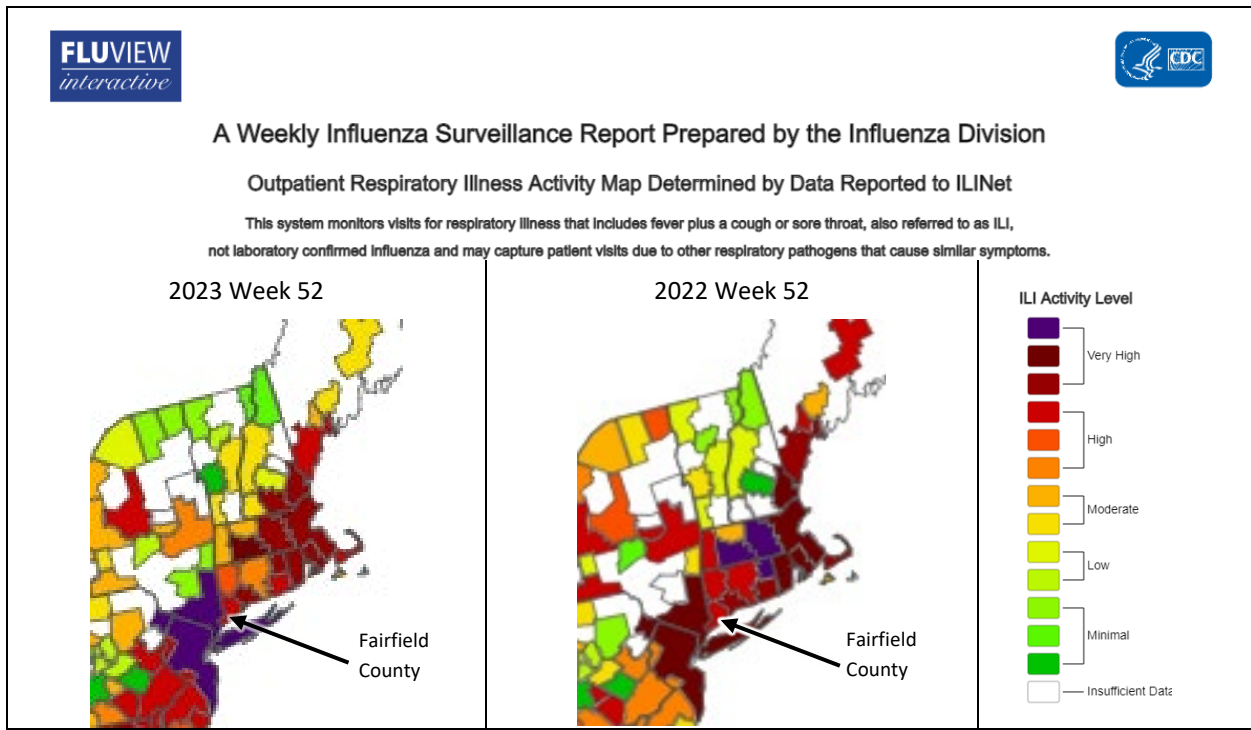 FLUVIEW
interactive
CDC
A Weekly Influenza Surveillance Report Prepared by the Influenza Division
Outpatient Respiratory Illness Activity Map Determined by Data Reported to ILINet
This system monitors visits for respiratory illness that includes fever plus a cough or sore throat, also referred to as ILI,
not laboratory confirmed influenza and may capture patient visits due to other respiratory pathogens that cause similar symptoms.
2023 Week 52
Fairfield
County
2022 Week 52
Fairfield
County
ILI Activity Level
Very High
High
Moderate
Low
Minimal
Insufficient Data